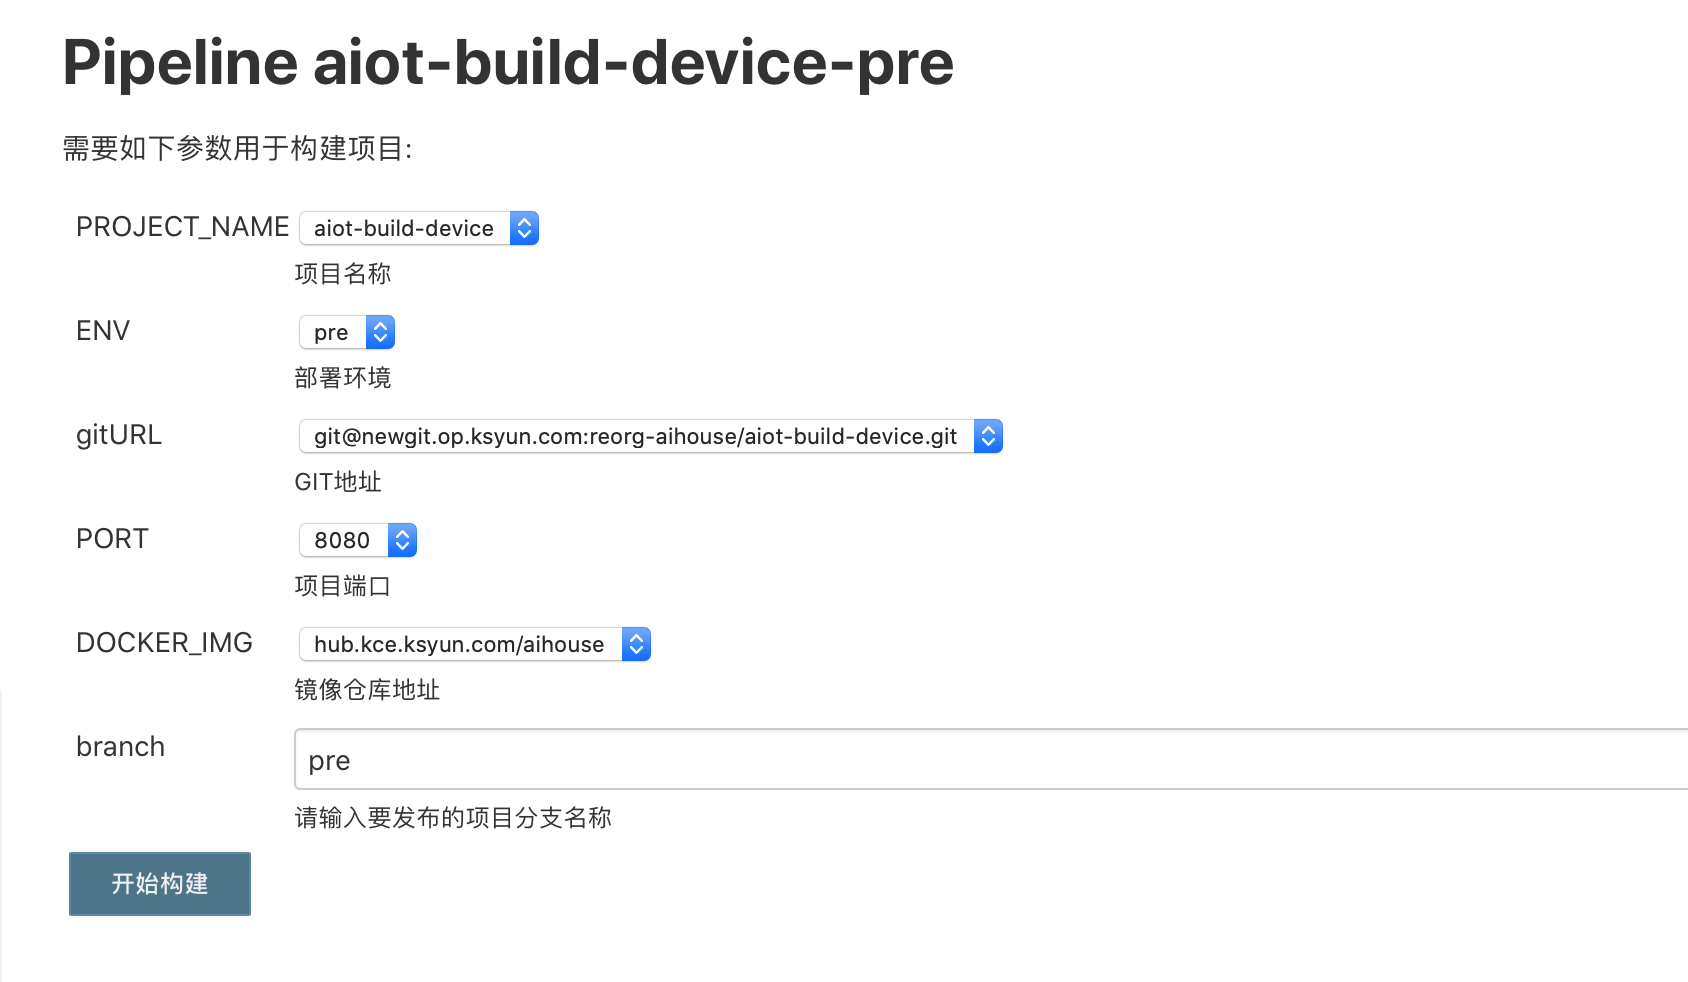 Pipeline aiot-build-device-pre
需要如下参数用于构建项目:
PROJECT_NAME aiot-build-device
项目名称
ENV pre
部署环境
gitURL git@newgit.op.ksyun.com:reorg-aihouse/aiot-build-device.git
GIT地址
PORT 8080
项目端口
DOCKER_IMG hub.kce.ksyun.com/aihouse
镜像仓库地址
branch pre
请输入要发布的项目分支名称
开始构建